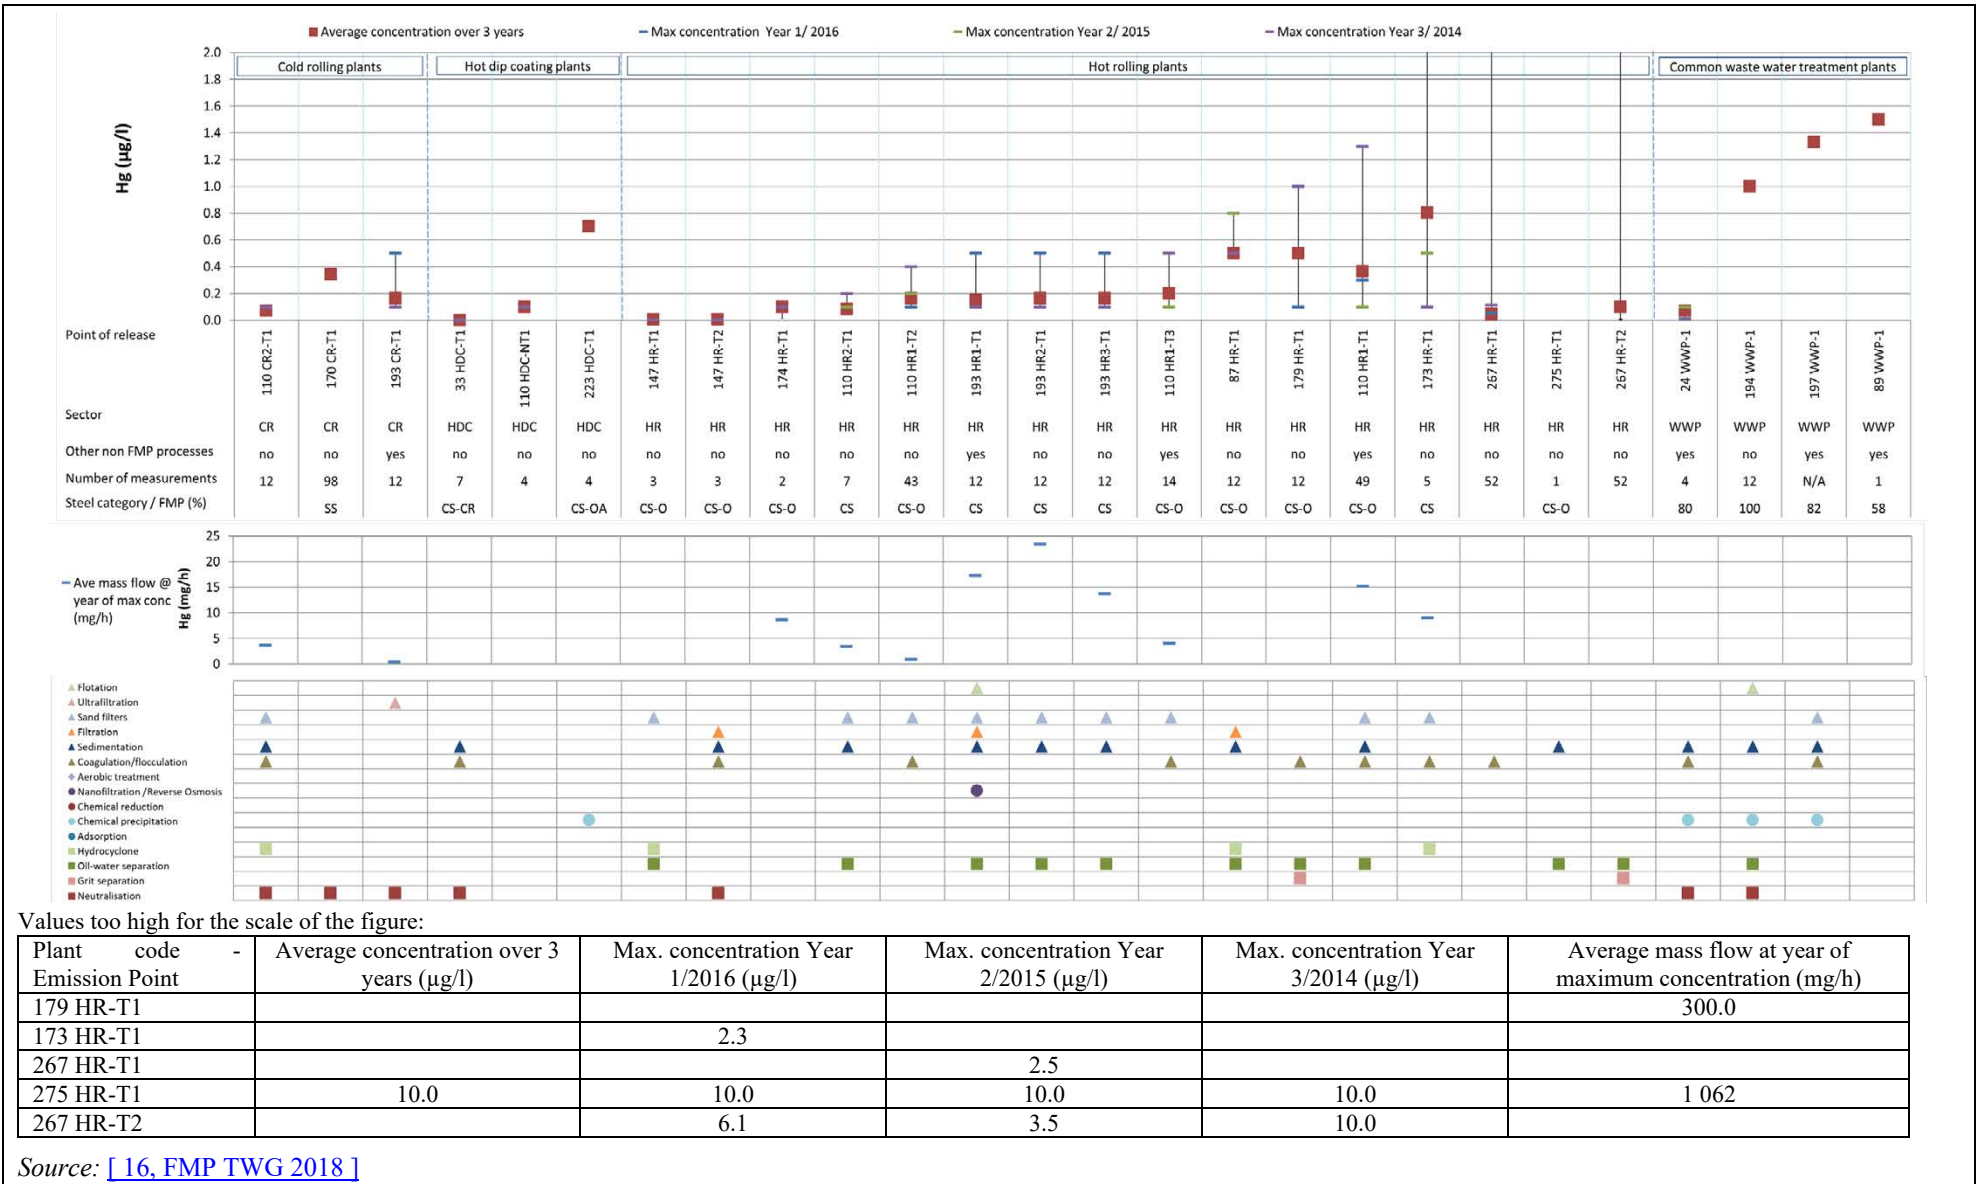 Average concentration over 3 years
Max concentration Year 1/ 2016
Max concentration Year 2/ 2015
Max concentration Year 3/ 2014
Cold rolling plants
Hot dip coating plants
Hot rolling plants
Common waste water treatment plants
Hg (µg/l)
2.0
1.8
1.6
1.4
1.2
1.0
0.8
0.6
0.4
0.2
0.0
Point of release
110 CR2-T1 170 CR-T1 193 CR-T1 33 HDC-T1 110 HDC-NT1 223 HDC-T1 147 HR-T1 147 HR-T2 174 HR-T1 110 HR2-T1 110 HR1-T2 193 HR1-T1 193 HR2-T1 193 HR3-T1 110 HR1-T3 87 HR-T1 179 HR-T1 110 HR1-T1 173 HR-T1 267 HR-T1 275 HR-T1 267 HR-T2 24 WWP-1 194 WWP-1 197 WWP-1 89 WWP-1
Sector
CR CR CR HDC HDC HDC HR HR HR HR HR HR HR HR HR HR HR HR HR HR HR HR WWP WWP WWP WWP
Other non FMP processes no no yes no no no no no no no no yes no no yes no no yes no no no no yes no yes yes
Number of measurements 12 98 12 7 4 4 3 3 2 7 43 12 12 12 14 12 12 49 5 52 1 52 4 12 N/A 1
Steel category / FMP (%) SS CS-CR CS-OA CS-O CS-O CS-O CS CS-O CS CS CS CS-O CS-O CS-O CS-O CS CS-O 80 100 82 58
Ave mass flow @
year of max conc
(mg/h)
Hg (mg/h)
25
20
15
10
5
0
Flotation
Ultrafiltration
Sand filters
Filtration
Sedimentation
Coagulation/flocculation
Aerobic treatment
Nanofiltration /Reverse Osmosis
Chemical reduction
Chemical precipitation
Adsorption
Hydrocyclone
Oil-water separation
Grit separation
Neutralisation
Values too high for the scale of the figure:
Plant code - Average concentration over 3 Max. concentration Year Max. concentration Year Max. concentration Year Average mass flow at year of
Emission Point years (µg/l) 1/2016 (µg/l) 2/2015 (µg/l) 3/2014 (µg/l) maximum concentration (mg/h)
179 HR-T1 300.0
173 HR-T1 2.3
267 HR-T1 2.5
275 HR-T1 10.0 10.0 10.0 10.0 1 062
267 HR-T2 6.1 3.5 10.0
Source: [ 16, FMP TWG 2018 ]